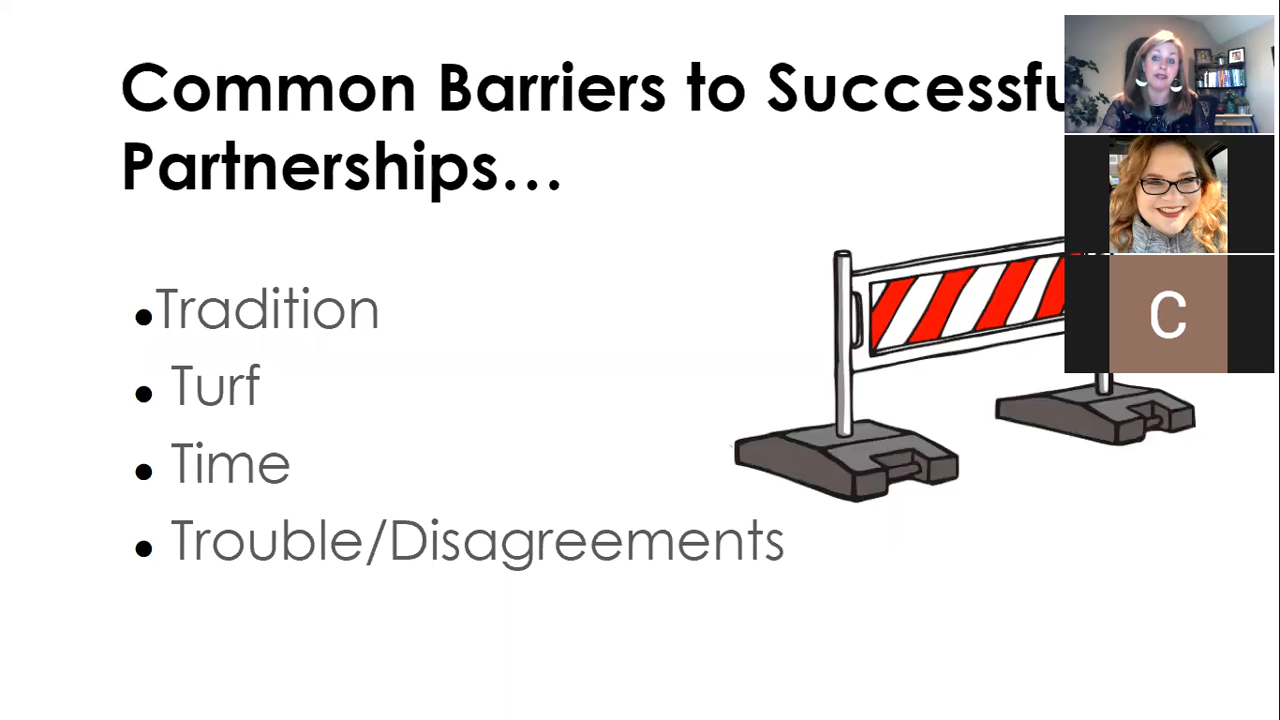 Common Barriers to Successfu
Partnerships…
●Tradition
● Turf
● Time
● Trouble/Disagreements
C